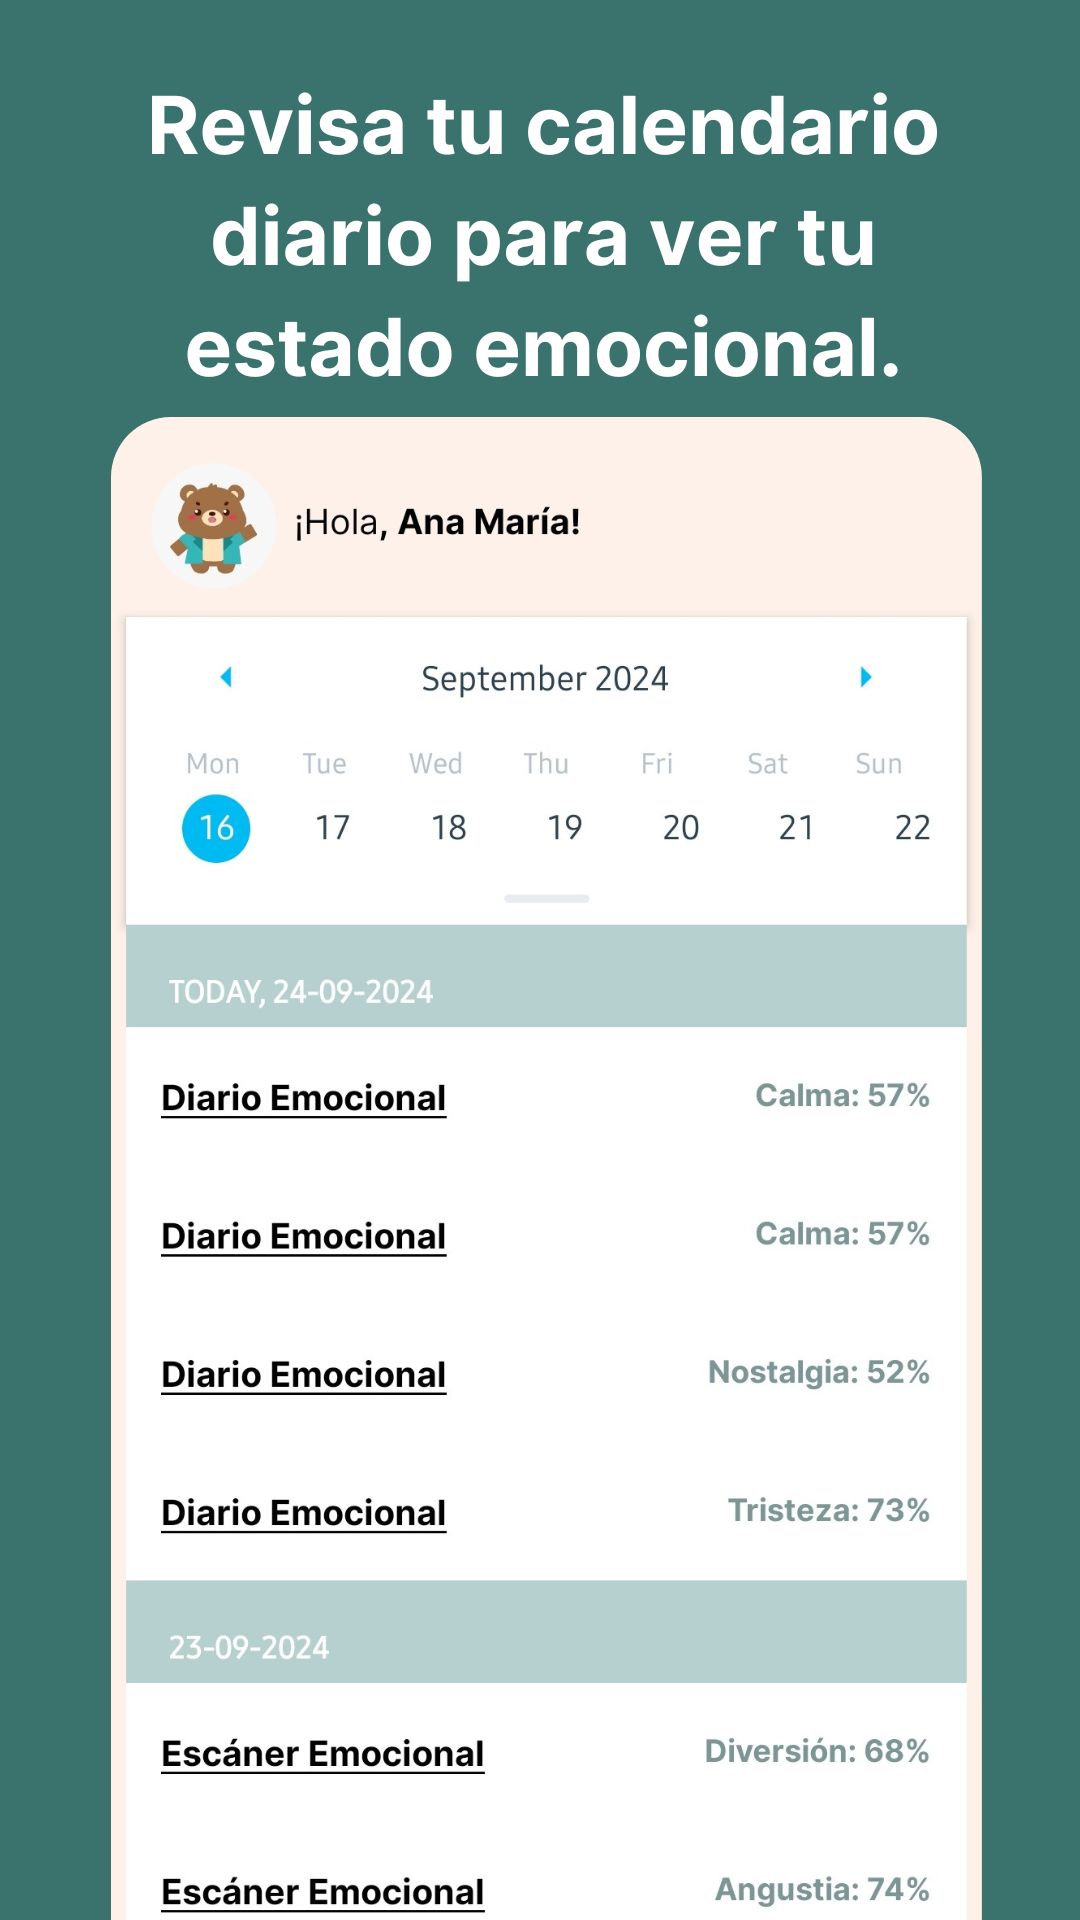 Revisa tu calendario
diario para ver tu
estado emocional.
¡Hola, Ana María!
September 2024
Mon Tue Wed Thu Fri Sat Sun
16 17 18 19 20 21 22
TODAY, 24-09-2024
Diario Emocional Calma: 57%
Diario Emocional Calma: 57%
Diario Emocional Nostalgia: 52%
Diario Emocional Tristeza: 73%
23-09-2024
Escáner Emocional Diversión: 68%
Escáner Emocional Angustia: 74%